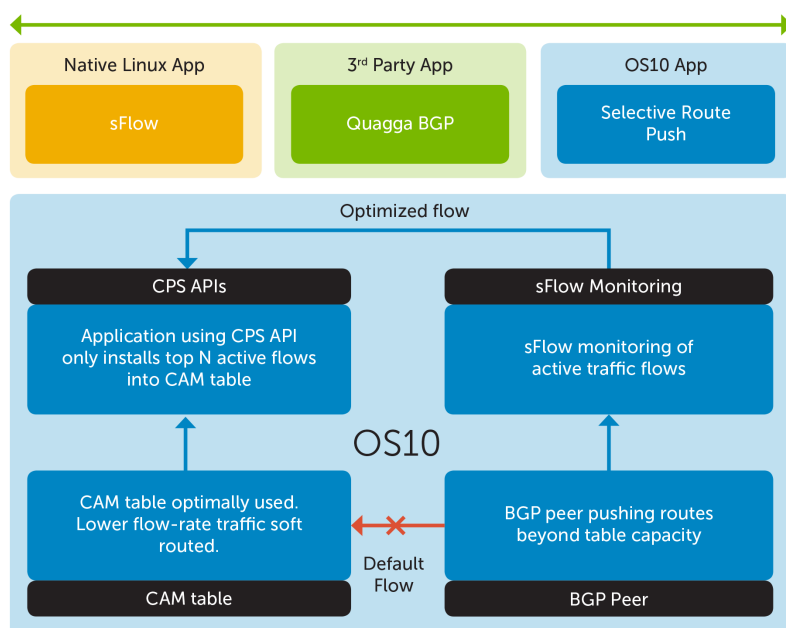 Native Linux App
sFlow
3rd Party App
Quagga BGP
OS10 App
Selective Route
Push
Optimized flow
CPS APIs
Application using CPS API
only installs top N active flows
into CAM table
sFlow Monitoring
sFlow monitoring of
active traffic flows
OS10
CAM table optimally used.
Lower flow-rate traffic soft
routed.
CAM table
Default
Flow
BGP peer pushing routes
beyond table capacity
BGP Peer